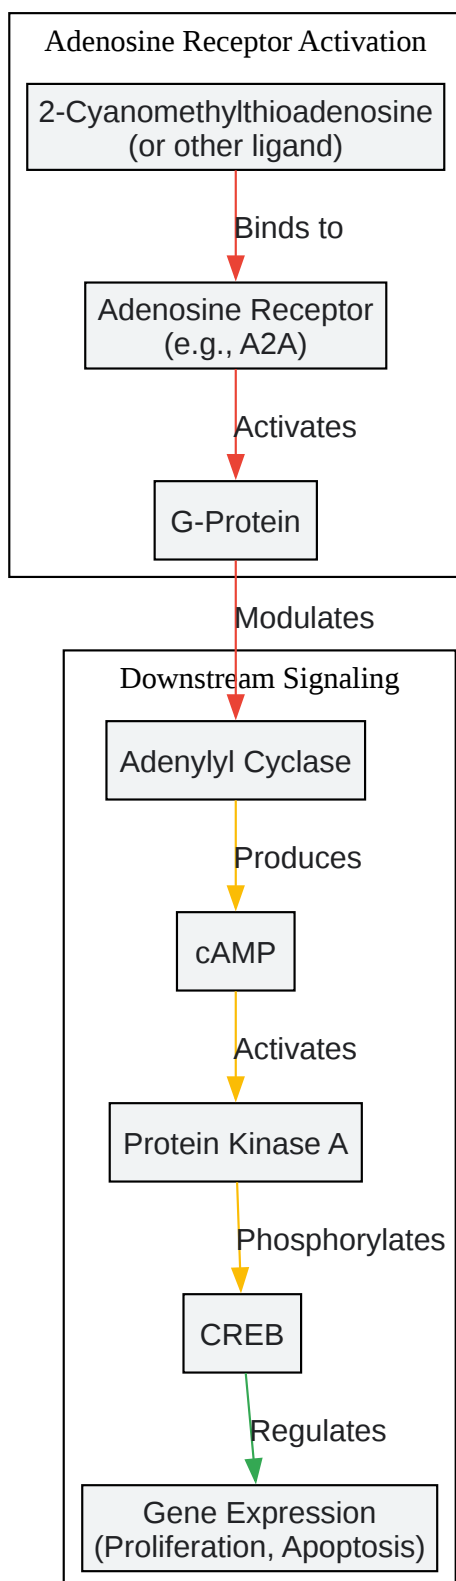 Adenosine Receptor Activation
2-Cyanomethylthioadenosine
(or other ligand)
Binds to
Adenosine Receptor
(e.g., A2A)
Activates
G-Protein
Modulates
Downstream Signaling
Adenylyl Cyclase
Produces
cAMP
Activates
Protein Kinase A
Phosphorylates
CREB
Regulates
Gene Expression
(Proliferation, Apoptosis)